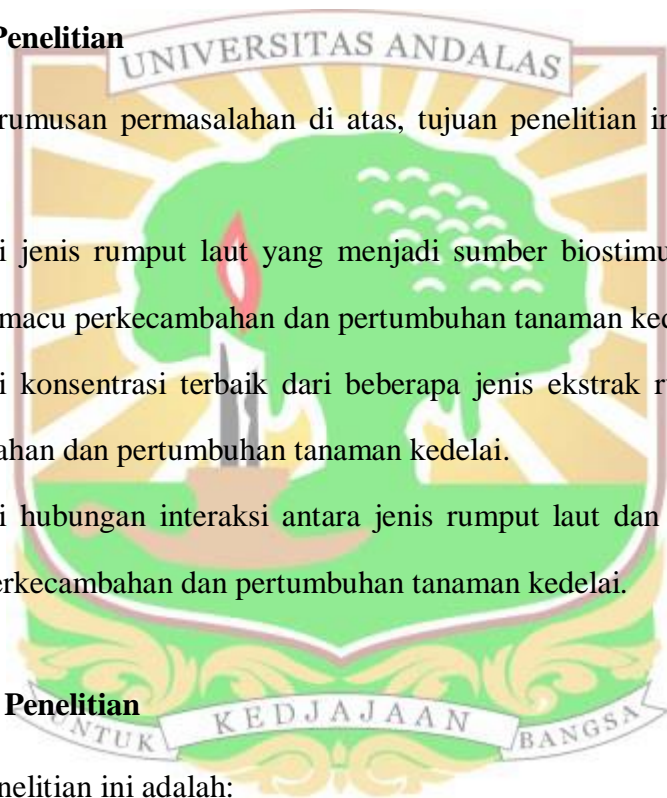 Penelitian
UNIVERSITAS ANDALAS
rumusan permasalahan di atas, tujuan penelitian in
i jenis rumput laut yang menjadi sumber biostimu
macu perkecambahan dan pertumbuhan tanaman ked
i konsentrasi terbaik dari beberapa jenis ekstrak r
ahan dan pertumbuhan tanaman kedelai.
i hubungan interaksi antara jenis rumput laut dan
erkecambahan dan pertumbuhan tanaman kedelai.
Penelitian
UNTUK KEDJAJAAN BANGSA
enelitian ini adalah: